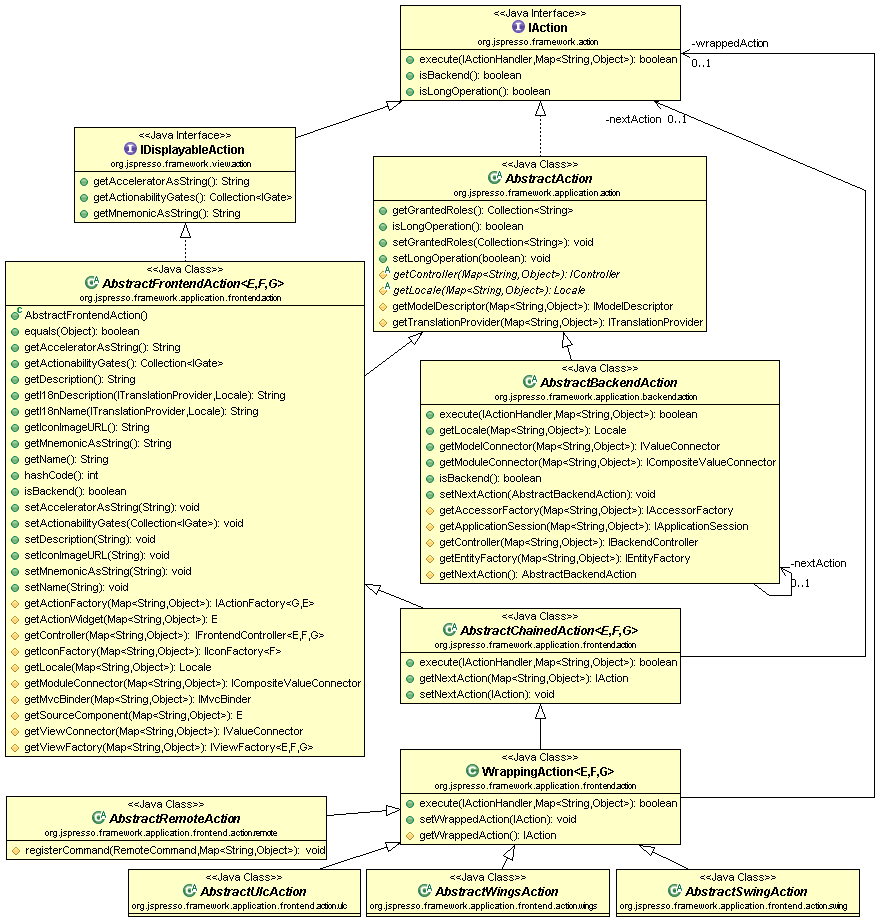 <<Java Interface>>
IAction
org.jspresso.framework.action
execute(IActionHandler,Map<String,Object>): boolean
isBackend(): boolean
isLongOperation(): boolean
-wrappedAction
0..1
-nextAction 0..1
<<Java Interface>>
IDisplayableAction
org.jspresso.framework.view.action
getAcceleratorAsString(): String
getActionabilityGates(): Collection<IGate>
getMnemonicAsString(): String
<<Java Class>>
AbstractAction
org.jspresso.framework.application.action
getGrantedRoles(): Collection<String>
isLongOperation(): boolean
setGrantedRoles(Collection<String>): void
setLongOperation(boolean): void
getController(Map<String,Object>): IController
getLocale(Map<String,Object>): Locale
getModelDescriptor(Map<String,Object>): IModelDescriptor
getTranslationProvider(Map<String,Object>): ITranslationProvider
<<Java Class>>
AbstractFrontendAction<E,F,G>
org.jspresso.framework.application.frontend.action
AbstractFrontendAction()
equals(Object): boolean
getAcceleratorAsString(): String
getActionabilityGates(): Collection<IGate>
getDescription(): String
getI18nDescription(ITranslationProvider,Locale): String
getI18nName(ITranslationProvider,Locale): String
getIconImageURL(): String
getMnemonicAsString(): String
getName(): String
hashCode(): int
isBackend(): boolean
setAcceleratorAsString(String): void
setActionabilityGates(Collection<IGate>): void
setDescription(String): void
setIconImageURL(String): void
setMnemonicAsString(String): void
setName(String): void
getActionFactory(Map<String,Object>): IActionFactory<G,E>
getActionWidget(Map<String,Object>): E
getController(Map<String,Object>): IFrontendController<E,F,G>
getIconFactory(Map<String,Object>): IIconFactory<F>
getLocale(Map<String,Object>): Locale
getModuleConnector(Map<String,Object>): ICompositeValueConnector
getMvcBinder(Map<String,Object>): IMvcBinder
getSourceComponent(Map<String,Object>): E
getViewConnector(Map<String,Object>): IValueConnector
getViewFactory(Map<String,Object>): IViewFactory<E,F,G>
<<Java Class>>
AbstractBackendAction
org.jspresso.framework.application.backend.action
execute(IActionHandler,Map<String,Object>): boolean
getLocale(Map<String,Object>): Locale
getModelConnector(Map<String,Object>): IValueConnector
getModuleConnector(Map<String,Object>): ICompositeValueConnector
isBackend(): boolean
setNextAction(AbstractBackendAction): void
getAccessorFactory(Map<String,Object>): IAccessorFactory
getApplicationSession(Map<String,Object>): IApplicationSession
getController(Map<String,Object>): IBackendController
getEntityFactory(Map<String,Object>): IEntityFactory
getNextAction(): AbstractBackendAction
-nextAction
0..1
<<Java Class>>
AbstractChainedAction<E,F,G>
org.jspresso.framework.application.frontend.action
execute(IActionHandler,Map<String,Object>): boolean
getNextAction(Map<String,Object>): IAction
setNextAction(IAction): void
<<Java Class>>
WrappingAction<E,F,G>
org.jspresso.framework.application.frontend.action
execute(IActionHandler,Map<String,Object>): boolean
setWrappedAction(IAction): void
getWrappedAction(): IAction
<<Java Class>>
AbstractRemoteAction
org.jspresso.framework.application.frontend.action.remote
registerCommand(RemoteCommand,Map<String,Object>): void
<<Java Class>>
AbstractUlcAction
org.jspresso.framework.application.frontend.action.ulc
<<Java Class>>
AbstractWingsAction
org.jspresso.framework.application.frontend.action.wings
<<Java Class>>
AbstractSwingAction
org.jspresso.framework.application.frontend.action.swing